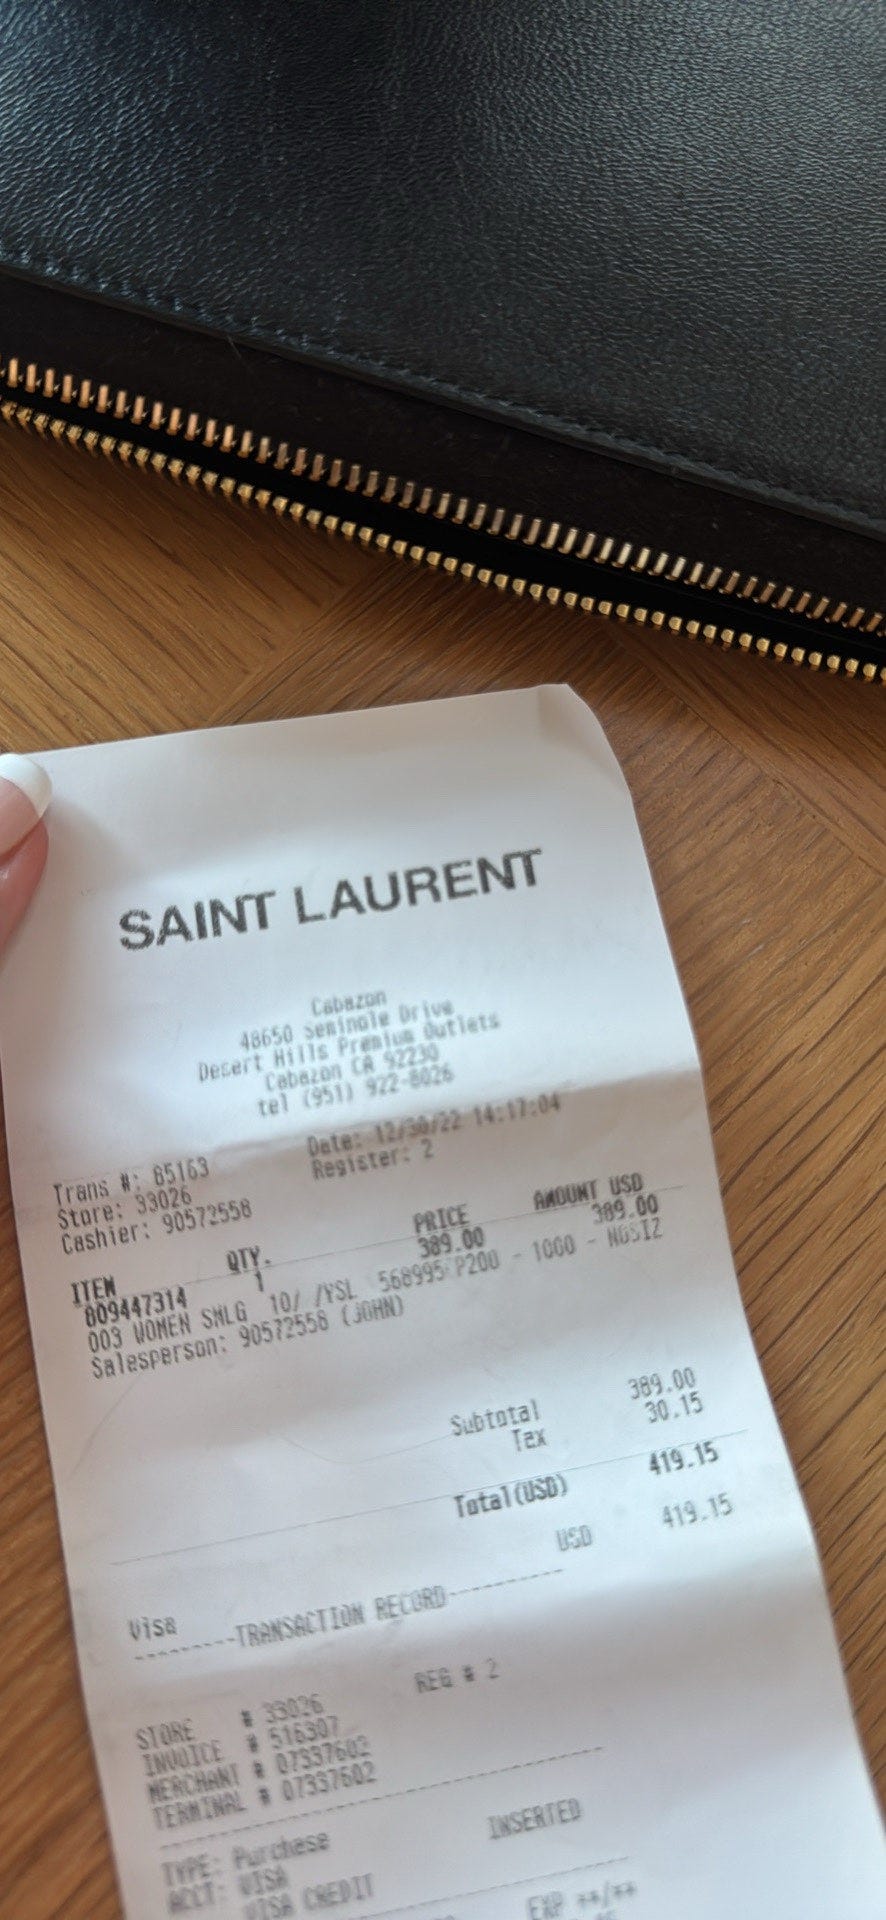 SAINT LAURENT
Cabazon
48650 Seminole Drive
Desert Hills Premium Outlets
Cabazon CA 92230
tel (951) 922-8026
Trans #: 85163 Date: 12/30/22 14:17:04
Store: 33026 Register: 2
Cashier: 90572558
ITEM QTY. PRICE AMOUNT USD
809447314 1 389.00 389.00
003 WOMEN SMLG 10/ /YSL 568995 P200 - 1000 - NOSIZ
Salesperson: 90572558 (JOHN)
Subtotal 389.00
Tax 30.15
Total(USD) 419.15
Visa USD 419.15
---------TRANSACTION RECORD----------
REG # 2
STORE # 33026
INVOICE # 516307
MERCHANT # 07337602
TERMINAL # 07337602
TYPE: Purchase INSERTED
ACCT: VISA
VISA CREDIT
EXP **/**